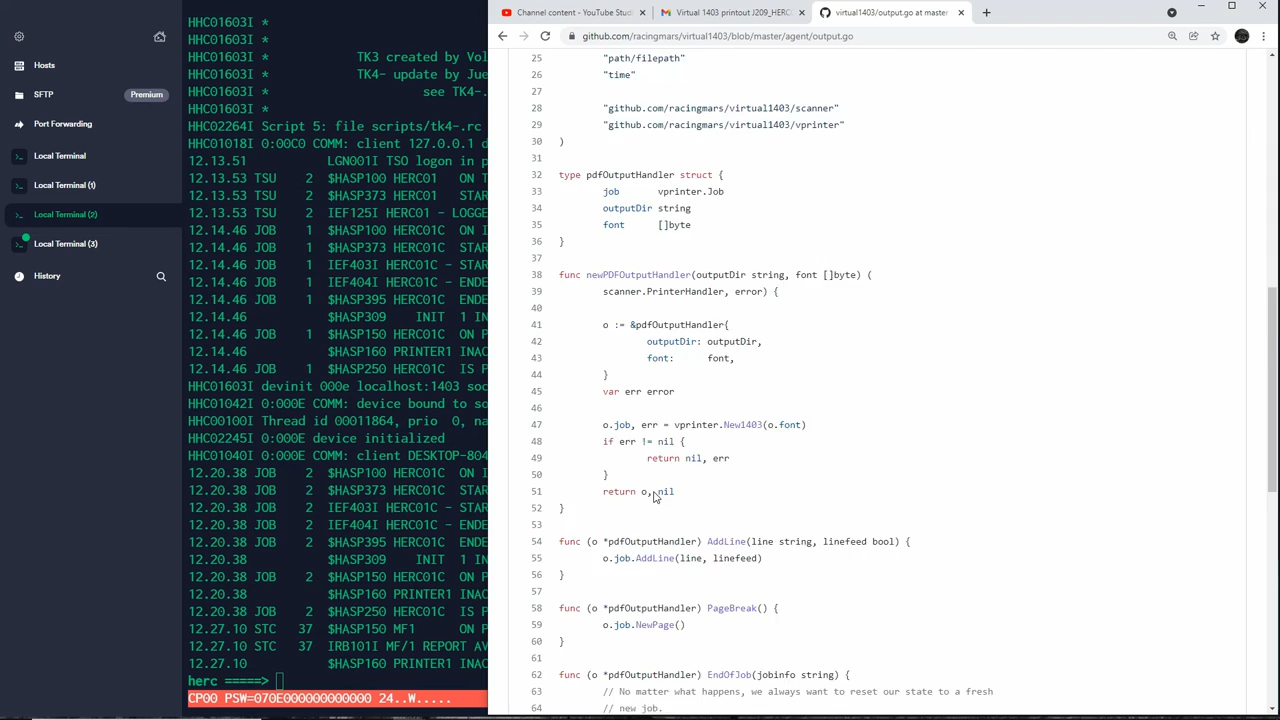 Hosts
SFTP
Premium
Port Forwarding
Local Terminal
Local Terminal (1)
Local Terminal (2)
Local Terminal (3)
History
HHC01603I *
HHC01603I *
HHC01603I * TK3 created by Vol
HHC01603I * TK4- update by Jue
HHC01603I * see TK4-.
HHC01603I *
HHC02264I Script 5: file scripts/tk4-.rc
HHC01018I 0:00C0 COMM: client 127.0.0.1 d
12.13.51 LGN001I TSO logon in p
12.13.53 TSU 2 $HASP100 HERC01 ON T
12.13.53 TSU 2 $HASP373 HERC01 STAR
12.13.53 TSU 2 IEF125I HERC01 - LOGGE
12.14.46 JOB 1 $HASP100 HERC01C ON I
12.14.46 JOB 1 $HASP373 HERC01C STAR
12.14.46 JOB 1 IEF403I HERC01C - STAR
12.14.46 JOB 1 IEF404I HERC01C - ENDE
12.14.46 JOB 1 $HASP395 HERC01C ENDE
12.14.46 $HASP309 INIT 1 IN
12.14.46 JOB 1 $HASP150 HERC01C ON P
12.14.46 $HASP160 PRINTER1 INAC
12.14.46 JOB 1 $HASP250 HERC01C IS P
HHC01603I devinit 000e localhost:1403 soc
HHC01042I 0:000E COMM: device bound to so
HHC00100I Thread id 00011864, prio 0, na
HHC02245I 0:000E device initialized
HHC01040I 0:000E COMM: client DESKTOP-804
12.20.38 JOB 2 $HASP100 HERC01C ON I
12.20.38 JOB 2 $HASP373 HERC01C STAR
12.20.38 JOB 2 IEF403I HERC01C - STAR
12.20.38 JOB 2 IEF404I HERC01C - ENDE
12.20.38 JOB 2 $HASP395 HERC01C ENDE
12.20.38 $HASP309 INIT 1 IN
12.20.38 JOB 2 $HASP150 HERC01C ON P
12.20.38 $HASP160 PRINTER1 INAC
12.20.38 JOB 2 $HASP250 HERC01C IS P
12.27.10 STC 37 $HASP150 MF1 ON P
12.27.10 STC 37 IRB101I MF/1 REPORT AV
12.27.10 $HASP160 PRINTER1 INAC
herc =====>
CP00 PSW=070E000000000000 24..W.....
Channel content - YouTube Studi
Virtual 1403 printout J209_HERC
virtual1403/output.go at master
github.com/racingmars/virtual1403/blob/master/agent/output.go
25 "path/filepath"
26 "time"
27
28 "github.com/racingmars/virtual1403/scanner"
29 "github.com/racingmars/virtual1403/vprinter"
30 )
31
32 type pdfOutputHandler struct {
33 job vprinter.Job
34 outputDir string
35 font []byte
36 }
37
38 func newPDFOutputHandler(outputDir string, font []byte) (
39 scanner.PrinterHandler, error) {
40
41 o := &pdfOutputHandler{
42 outputDir: outputDir,
43 font: font,
44 }
45 var err error
46
47 o.job, err = vprinter.New1403(o.font)
48 if err != nil {
49 return nil, err
50 }
51 return o, nil
52 }
53
54 func (o *pdfOutputHandler) AddLine(line string, linefeed bool) {
55 o.job.AddLine(line, linefeed)
56 }
57
58 func (o *pdfOutputHandler) PageBreak() {
59 o.job.NewPage()
60 }
61
62 func (o *pdfOutputHandler) EndOfJob(jobinfo string) {
63 // No matter what happens, we always want to reset our state to a fresh
64 // new job.